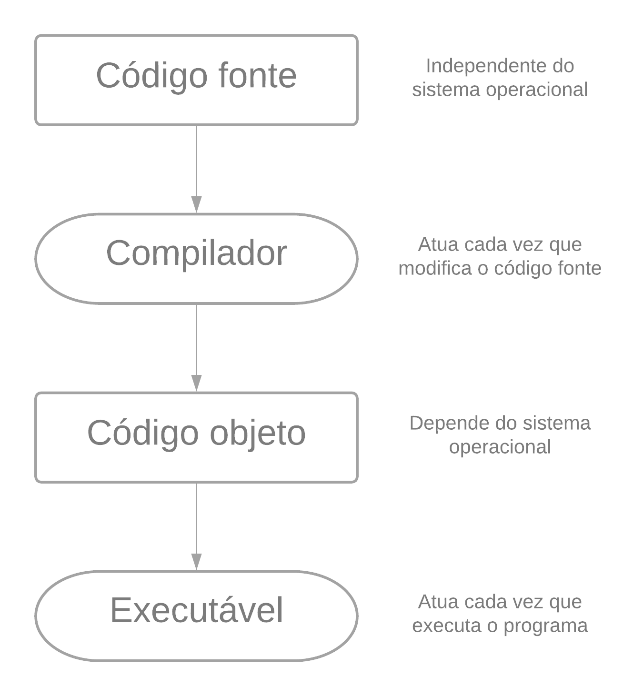 Código fonte
Independente do
sistema operacional
Compilador
Atua cada vez que
modifica o código fonte
Código objeto
Depende do sistema
operacional
Executável
Atua cada vez que
executa o programa